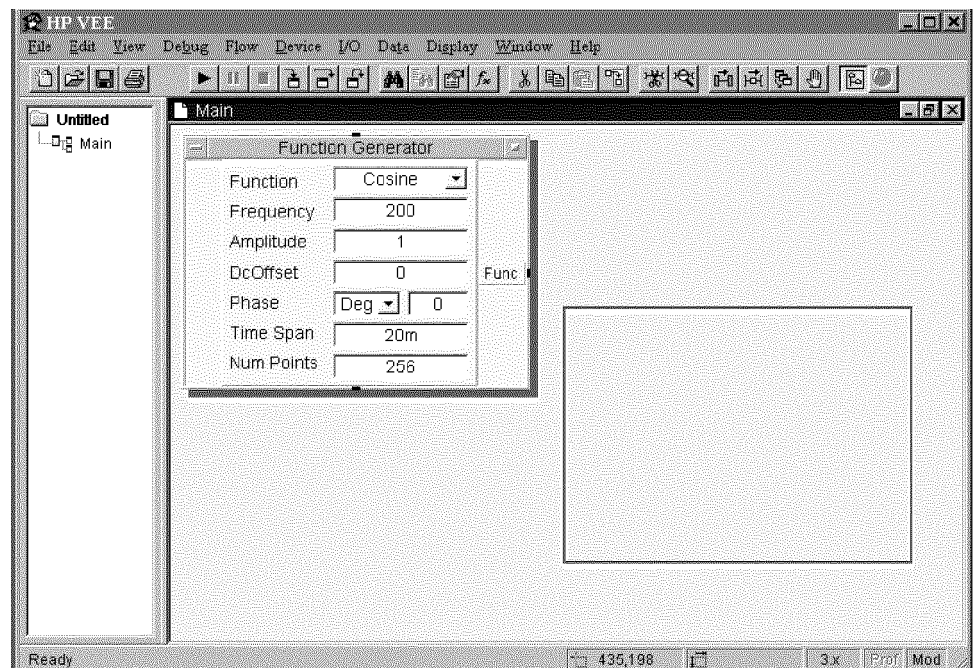 HP VEE
File Edit View Debug Flow Device I/O Data Display Window Help
Untitled
Main
Main
Function Generator
Function Cosine
Frequency 200
Amplitude 1
DcOffset 0
Func
Phase Deg 0
Time Span 20m
Num Points 256
Ready 435,198 3.x Prof Mod